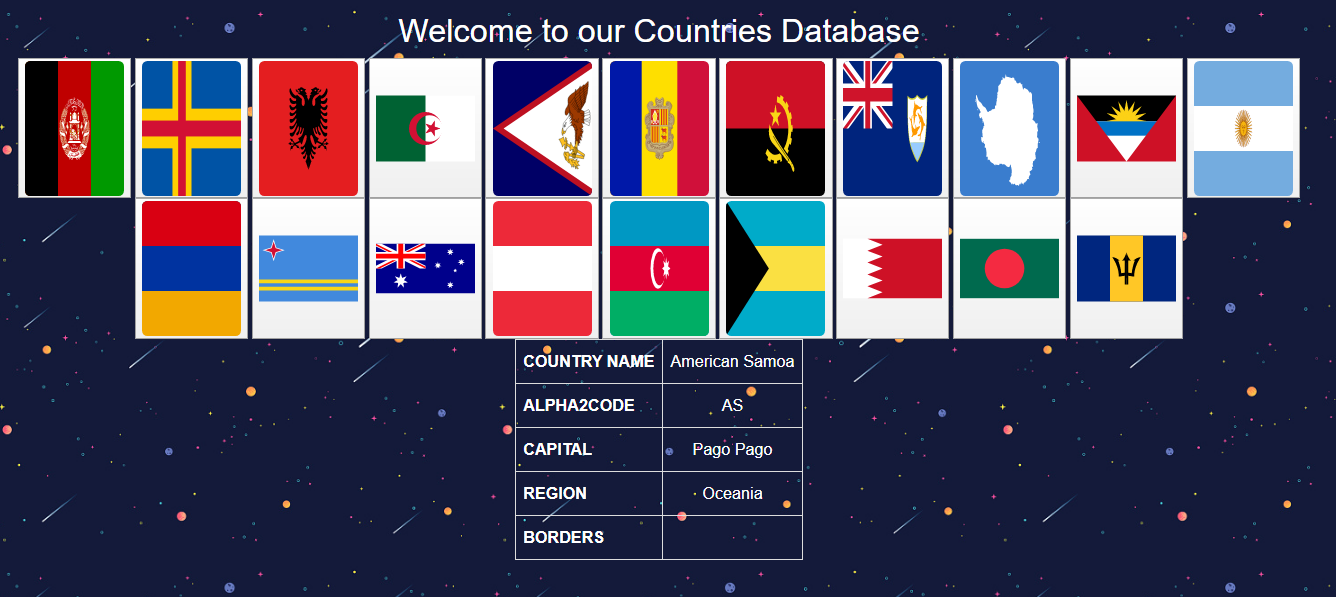 Welcome to our Countries Database
COUNTRY NAME American Samoa
ALPHA2CODE AS
CAPITAL Pago Pago
REGION Oceania
BORDERS